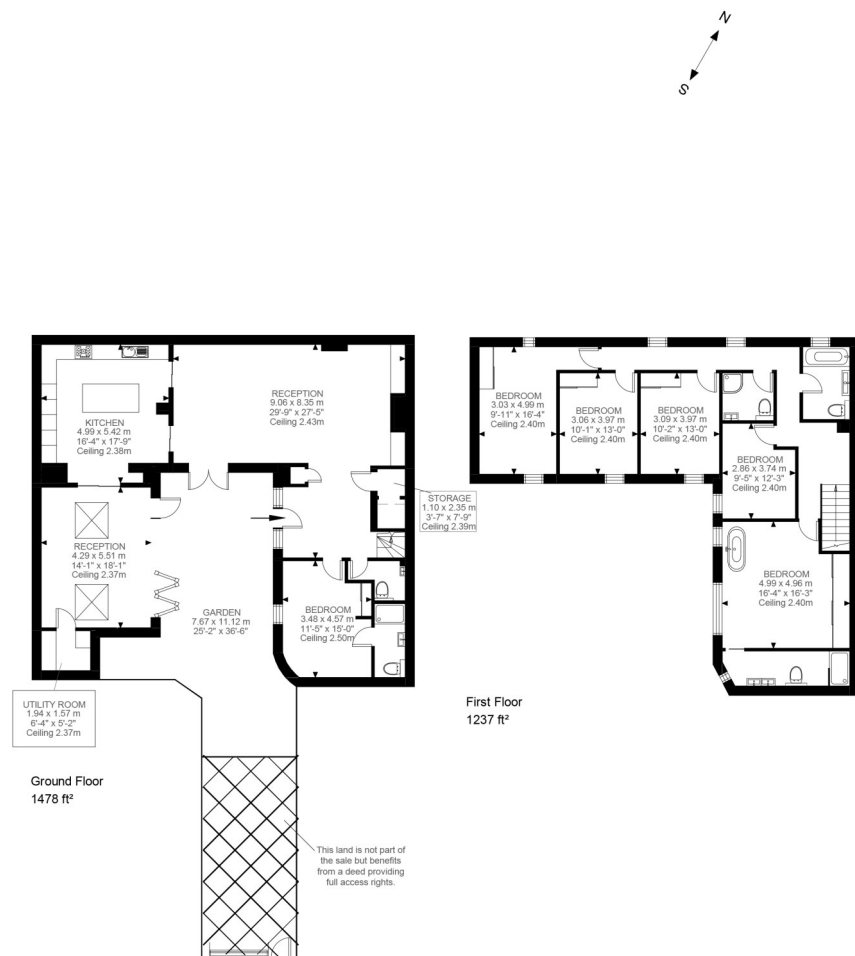 N
S
RECEPTION
9.06 x 8.35 m
29'-9" x 27'-5"
Ceiling 2.43m
KITCHEN
4.99 x 5.42 m
16'-4" x 17'-9"
Ceiling 2.38m
STORAGE
1.10 x 2.35 m
3'-7" x 7'-9"
Ceiling 2.39m
RECEPTION
4.29 x 5.51 m
14'-1" x 18'-1"
Ceiling 2.37m
GARDEN
7.67 x 11.12 m
25'-2" x 36'-6"
BEDROOM
3.48 x 4.57 m
11'-5" x 15'-0"
Ceiling 2.50m
UTILITY ROOM
1.94 x 1.57 m
6'-4" x 5'-2"
Ceiling 2.37m
Ground Floor
1478 ft²
This land is not part of
the sale but benefits
from a deed providing
full access rights.
BEDROOM
3.03 x 4.99 m
9'-11" x 16'-4"
Ceiling 2.40m
BEDROOM
3.06 x 3.97 m
10'-1" x 13'-0"
Ceiling 2.40m
BEDROOM
3.09 x 3.97 m
10'-2" x 13'-0"
Ceiling 2.40m
BEDROOM
2.86 x 3.74 m
9'-5" x 12'-3"
Ceiling 2.40m
BEDROOM
4.99 x 4.96 m
16'-4" x 16'-3"
Ceiling 2.40m
First Floor
1237 ft²